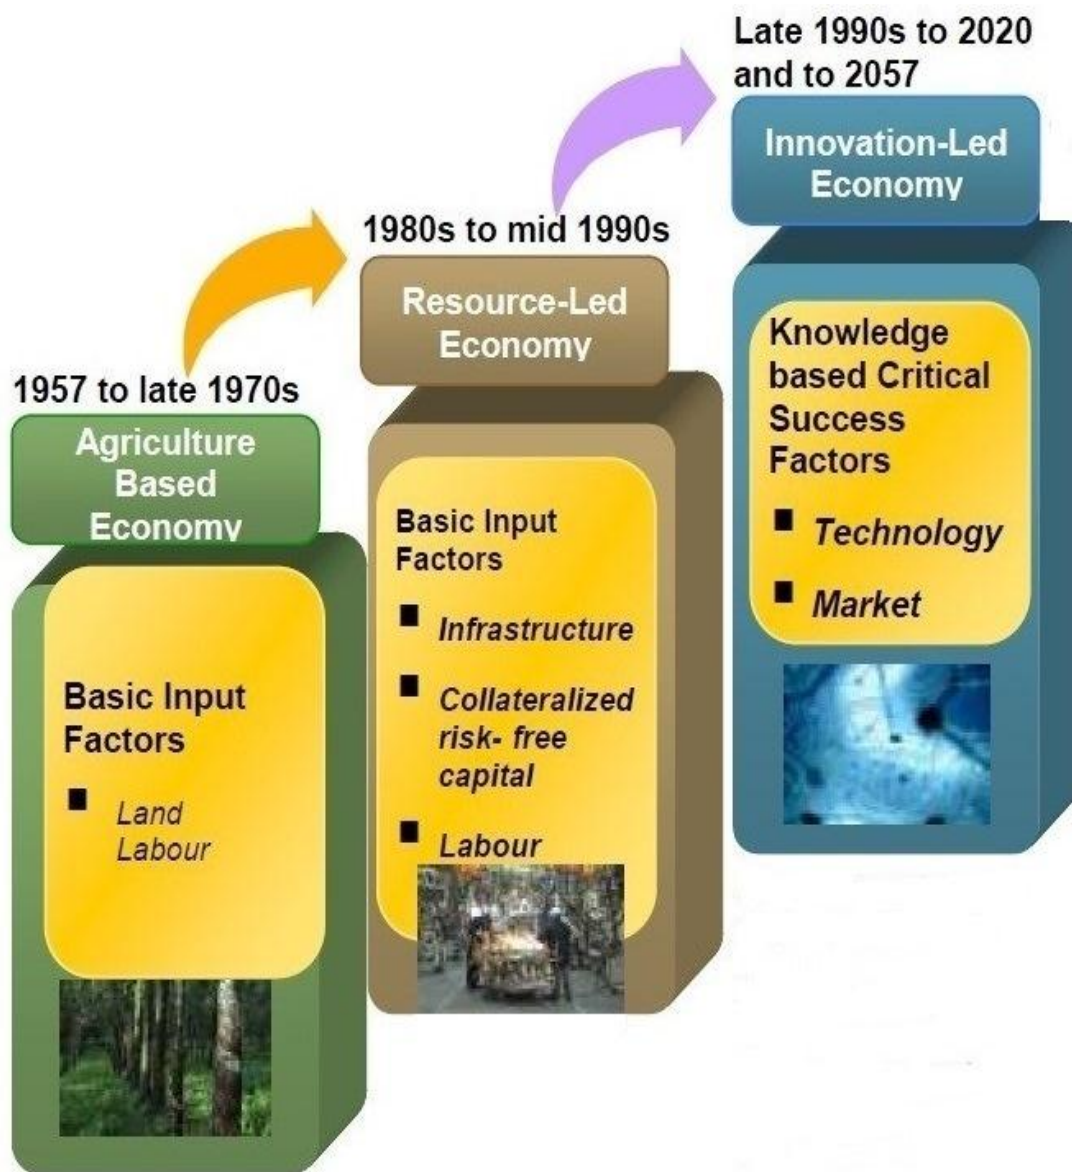 1957 to late 1970s
Agriculture
Based
Economy
Basic Input
Factors
■ Land
Labour
1980s to mid 1990s
Resource-Led
Economy
Basic Input
Factors
■ Infrastructure
■ Collateralized
risk- free
capital
■ Labour
Late 1990s to 2020
and to 2057
Innovation-Led
Economy
Knowledge
based Critical
Success
Factors
■ Technology
■ Market